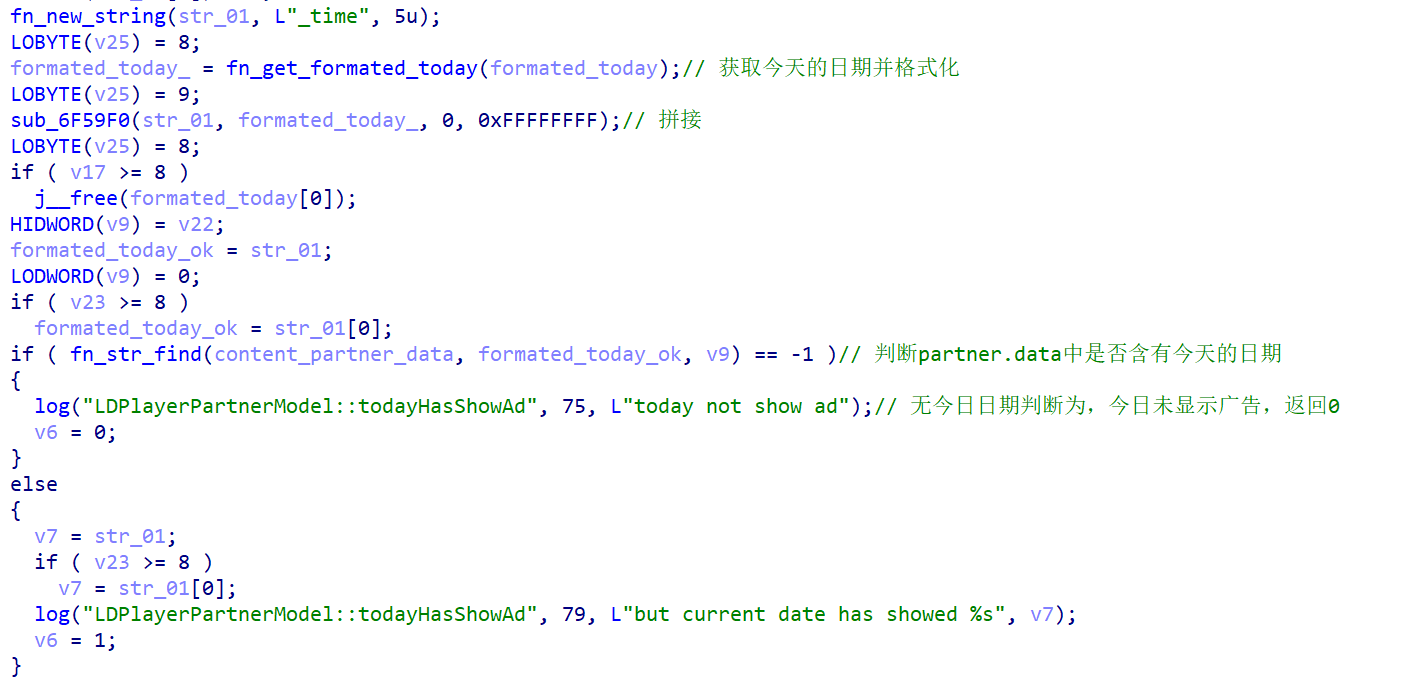 fn_new_string(str_01, L"_time", 5u);
LOBYTE(v25) = 8;
formated_today_ = fn_get_formated_today(formated_today);// 获取今天的日期并格式化
LOBYTE(v25) = 9;
sub_6F59F0(str_01, formated_today_, 0, 0xFFFFFFFF);// 拼接
LOBYTE(v25) = 8;
if ( v17 >= 8 )
  j__free(formated_today[0]);
HIDWORD(v9) = v22;
formated_today_ok = str_01;
LODWORD(v9) = 0;
if ( v23 >= 8 )
  formated_today_ok = str_01[0];
if ( fn_str_find(content_partner_data, formated_today_ok, v9) == -1 )// 判断partner.data中是否含有今天的日期
{
  log("LDPlayerPartnerModel::todayHasShowAd", 75, L"today not show ad");// 无今日日期判断为，今日未显示广告，返回0
  v6 = 0;
}
else
{
  v7 = str_01;
  if ( v23 >= 8 )
    v7 = str_01[0];
  log("LDPlayerPartnerModel::todayHasShowAd", 79, L"but current date has showed %s", v7);
  v6 = 1;
}